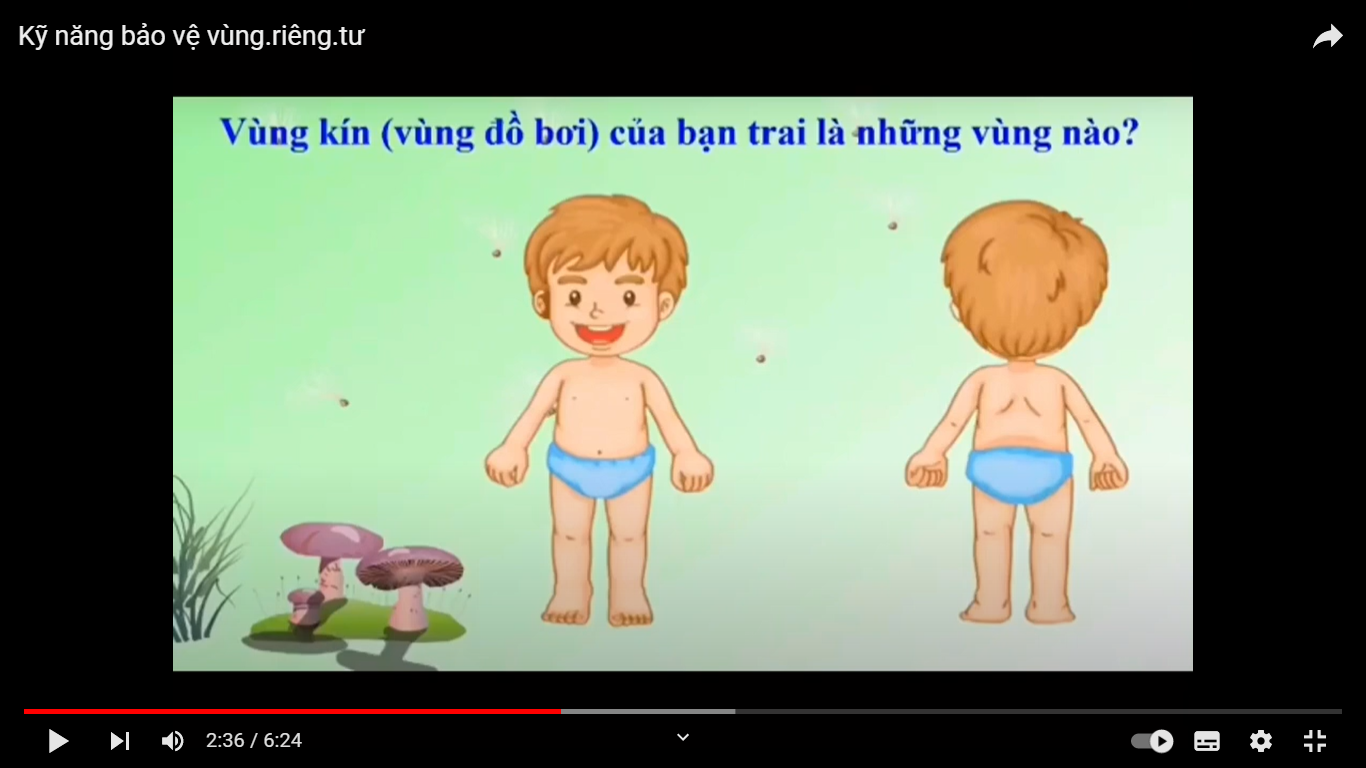 Kỹ năng bảo vệ vùng.riêng.tư
Vùng kín (vùng đồ bơi) của bạn trai là những vùng nào?
2:36 / 6:24